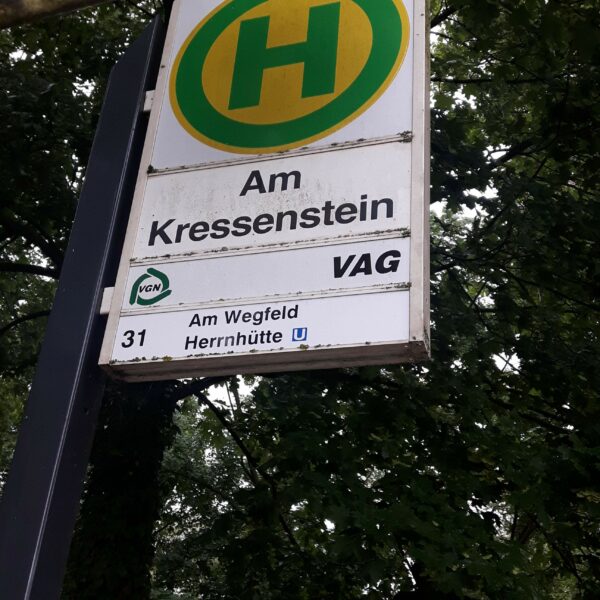 H
Am
Kressenstein
VGN VAG
31 Am Wegfeld
Herrnhütte U